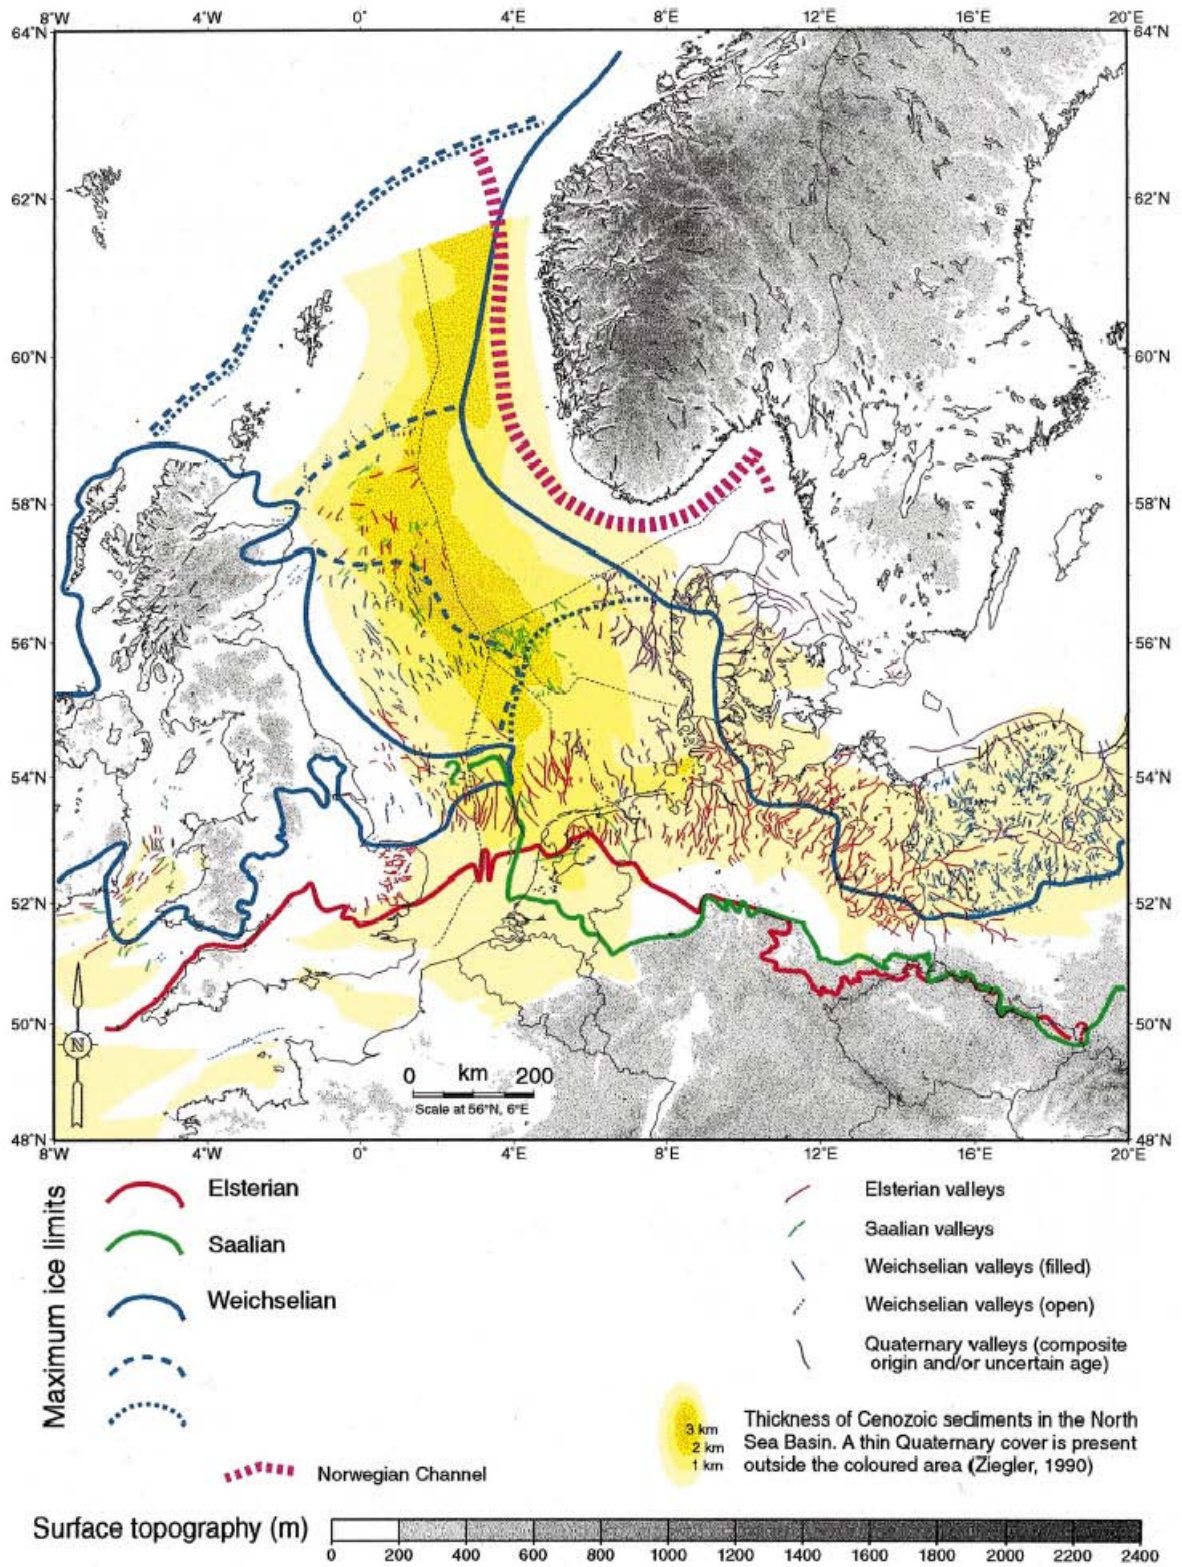 8°W 4°W 0° 4°E 8°E 12°E 16°E 20°E
64°N 64°N
62°N 62°N
60°N 60°N
58°N 58°N
56°N 56°N
?
54°N 54°N
52°N 52°N
50°N 50°N
N
0 km 200
Scale at 56°N, 6°E
48°N 48°N
8°W 4°W 0° 4°E 8°E 12°E 16°E 20°E
Maximum ice limits
Elsterian
Saalian
Weichselian
Norwegian Channel
Elsterian valleys
Saalian valleys
Weichselian valleys (filled)
Weichselian valleys (open)
Quaternary valleys (composite
origin and/or uncertain age)
3 km
2 km
1 km
Thickness of Cenozoic sediments in the North
Sea Basin. A thin Quaternary cover is present
outside the coloured area (Ziegler, 1990)
Surface topography (m)
0 200 400 600 800 1000 1200 1400 1600 1800 2000 2200 2400